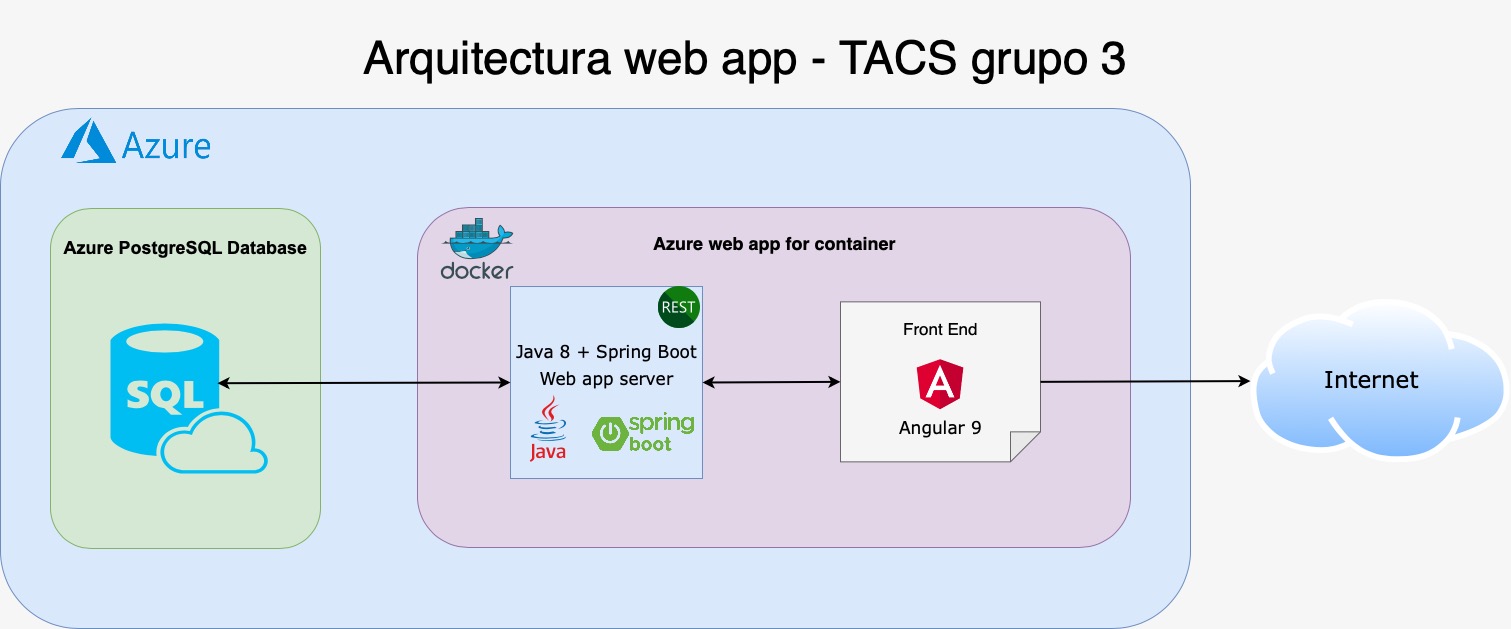 Arquitectura web app - TACS grupo 3
Azure
Azure PostgreSQL Database
SQL
docker
Azure web app for container
REST
Java 8 + Spring Boot
Web app server
Java
spring
boot
Front End
A
Angular 9
Internet